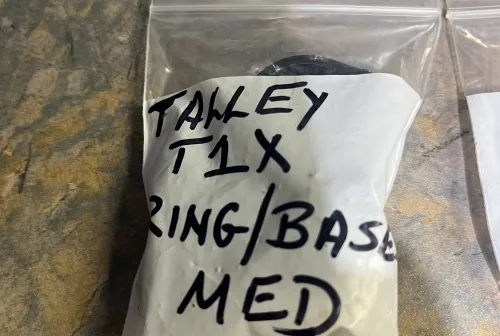 TALLEY
T1X
RING/BASE
MED